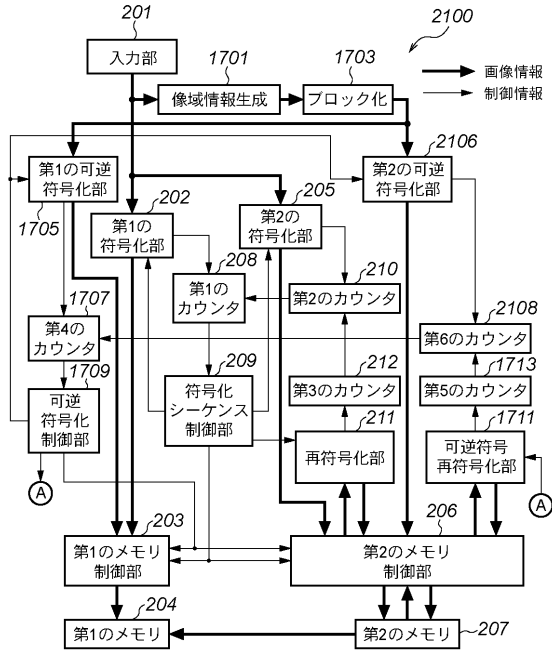 201
入力部
1701
像域情報生成
1703
ブロック化
2100
画像情報
制御情報
第1の可逆
符号化部
1705
202
第1の
符号化部
205
第2の
符号化部
2106
第2の可逆
符号化部
208
第1の
カウンタ
210
第2のカウンタ
1707
第4の
カウンタ
2108
第6のカウンタ
1709
可逆
符号化
制御部
209
符号化
シーケンス
制御部
212
第3のカウンタ
1713
第5のカウンタ
211
再符号化部
1711
可逆符号
再符号化部
A
A
203
第1のメモリ
制御部
206
第2のメモリ
制御部
204
第1のメモリ
第2のメモリ
207